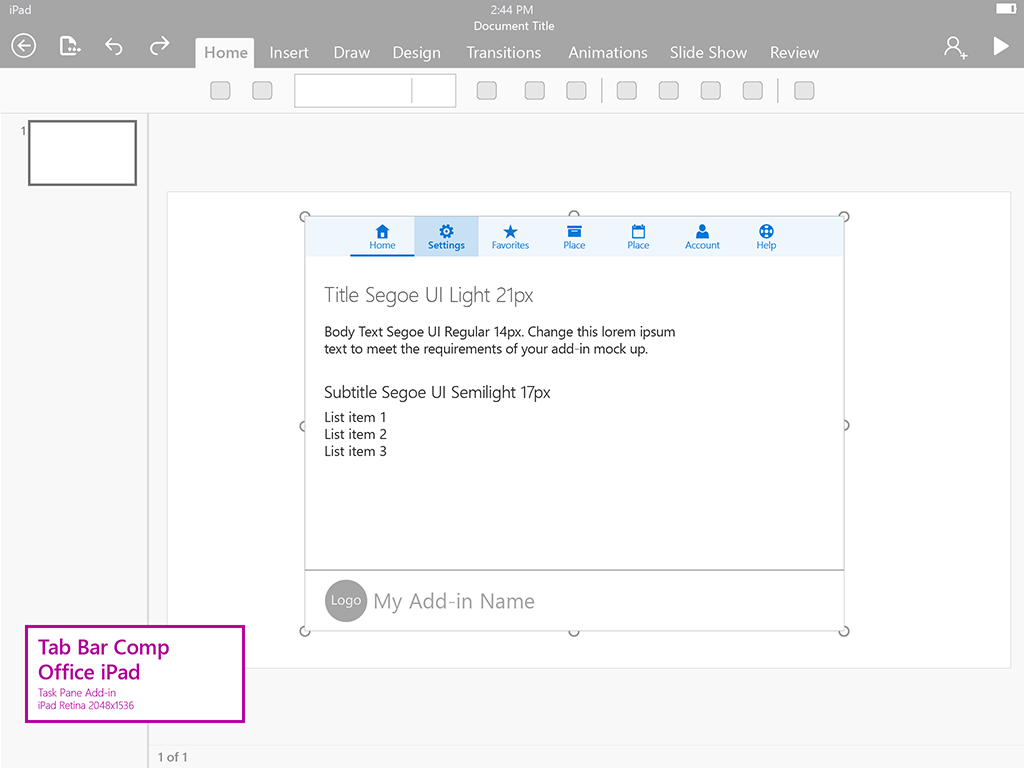 iPad
2:44 PM
Document Title
Home Insert Draw Design Transitions Animations Slide Show Review
1
Home Settings Favorites Place Place Account Help
Title Segoe UI Light 21px
Body Text Segoe UI Regular 14px. Change this lorem ipsum
text to meet the requirements of your add-in mock up.
Subtitle Segoe UI Semilight 17px
List item 1
List item 2
List item 3
Logo My Add-in Name
Tab Bar Comp
Office iPad
Task Pane Add-in
iPad Retina 2048x1536
1 of 1